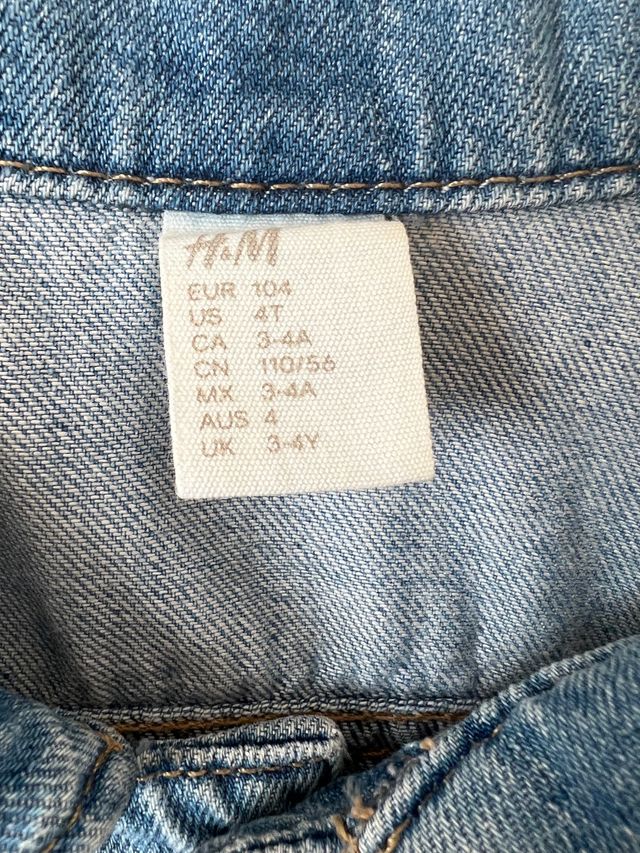 H&M
EUR 104
US 4T
CA 3-4A
CN 110/56
MX 3-4A
AUS 4
UK 3-4Y